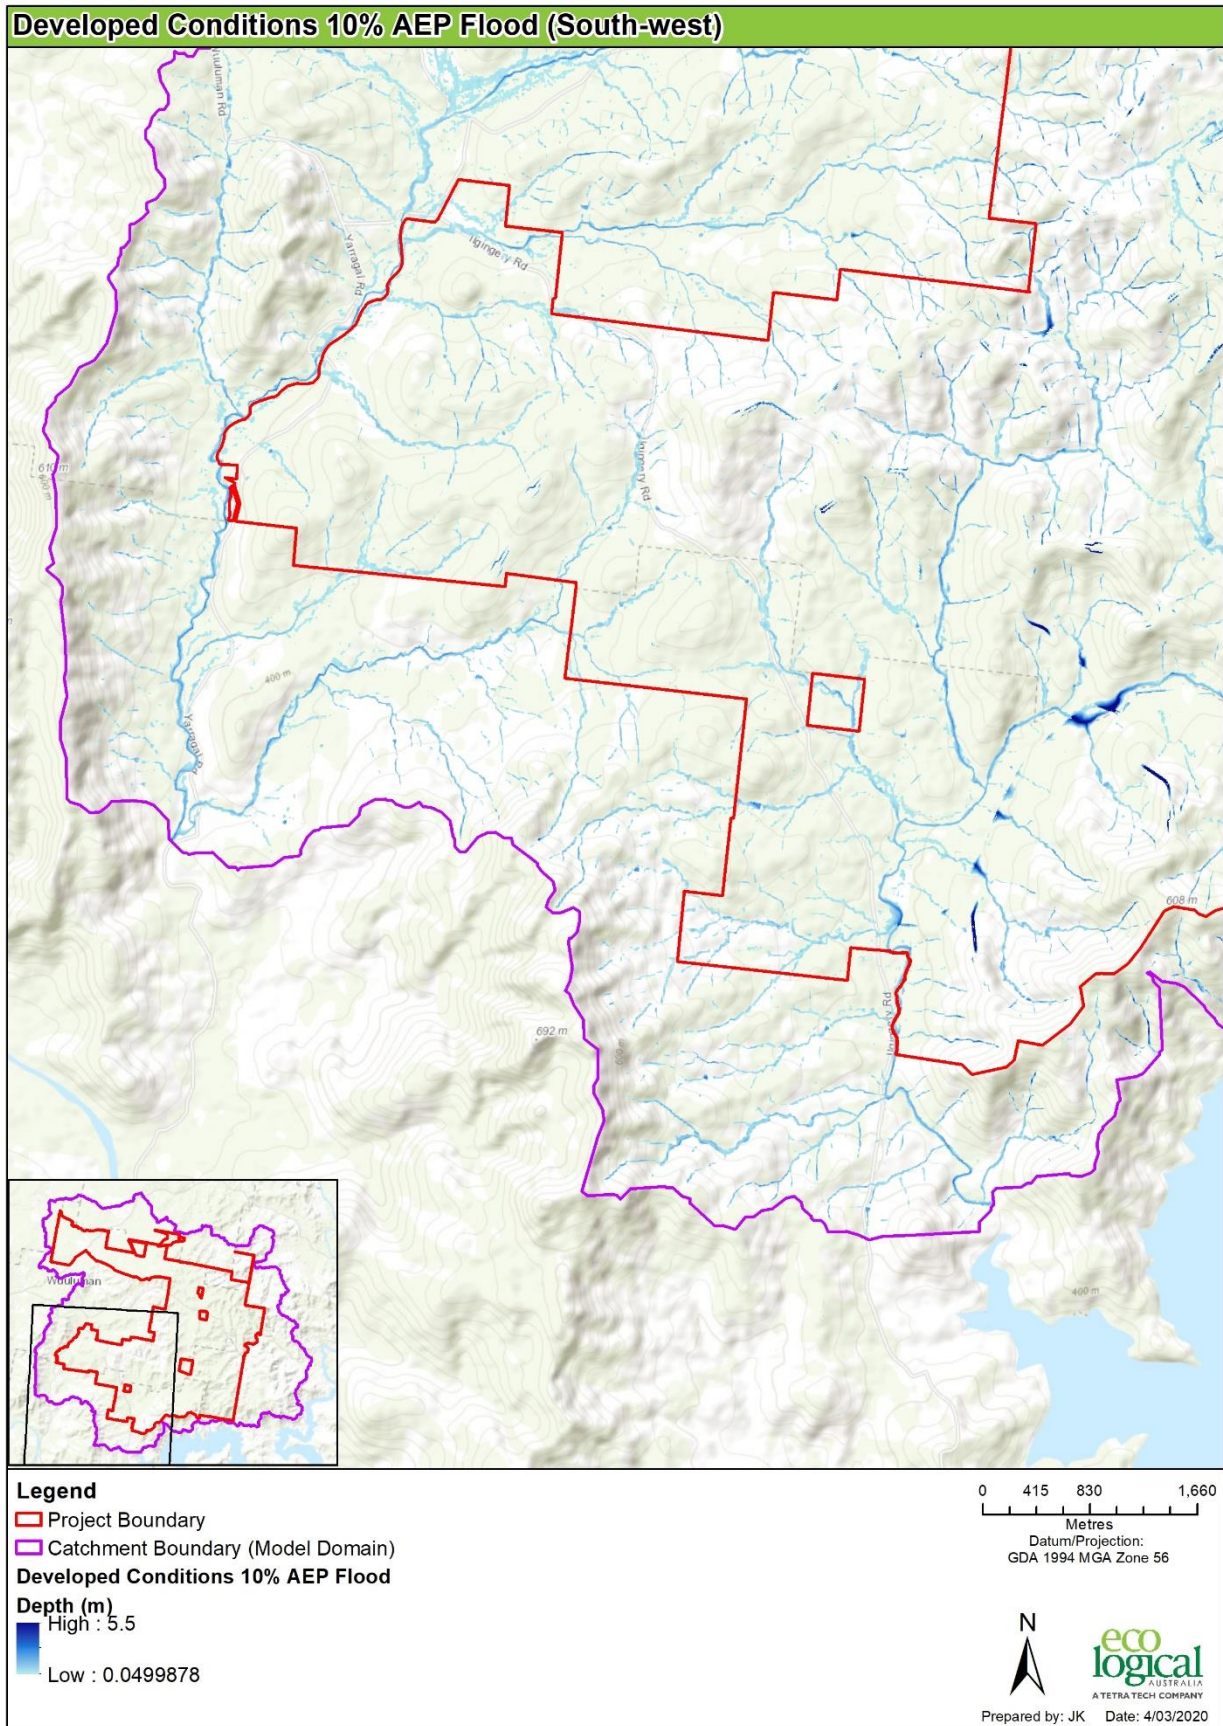 Developed Conditions 10% AEP Flood (South-west)
Wuuluman Rd
Yarragal Rd
Ilgingery Rd
Rd
610 m
600 m
400 m
Yarragal Rd
608 m
Rd
692 m
600 m
400 m
Wuuluman
Legend
Project Boundary
Catchment Boundary (Model Domain)
Developed Conditions 10% AEP Flood
Depth (m)
High : 5.5
Low : 0.0499878
0 415 830 1,660
Metres
Datum/Projection:
GDA 1994 MGA Zone 56
N
eco
logical
AUSTRALIA
A TETRA TECH COMPANY
Prepared by: JK Date: 4/03/2020